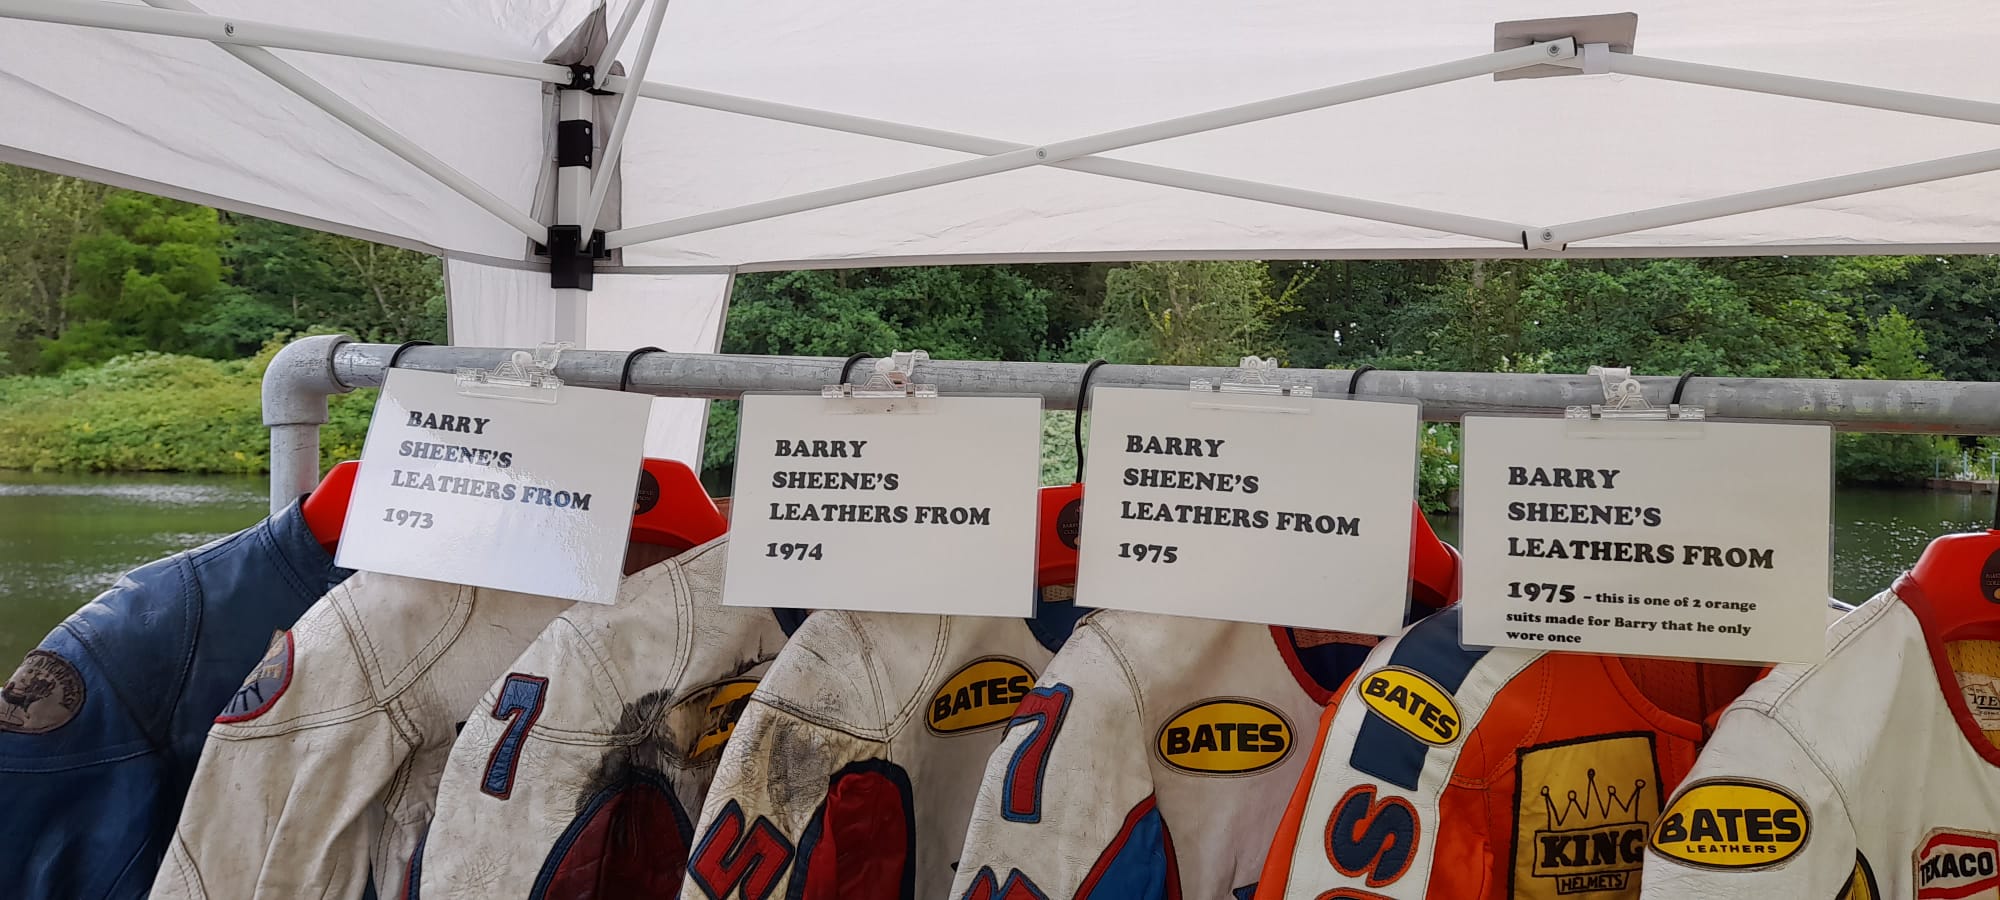 BARRY
SHEENE'S
LEATHERS FROM
1973
BARRY
SHEENE'S
LEATHERS FROM
1974
BARRY
SHEENE'S
LEATHERS FROM
1975
BARRY
SHEENE'S
LEATHERS FROM
1975 - this is one of 2 orange
suits made for Barry that he only
wore once
7
BATES
7
BATES
BATES
KING
HELMETS
BATES
LEATHERS
TEXACO